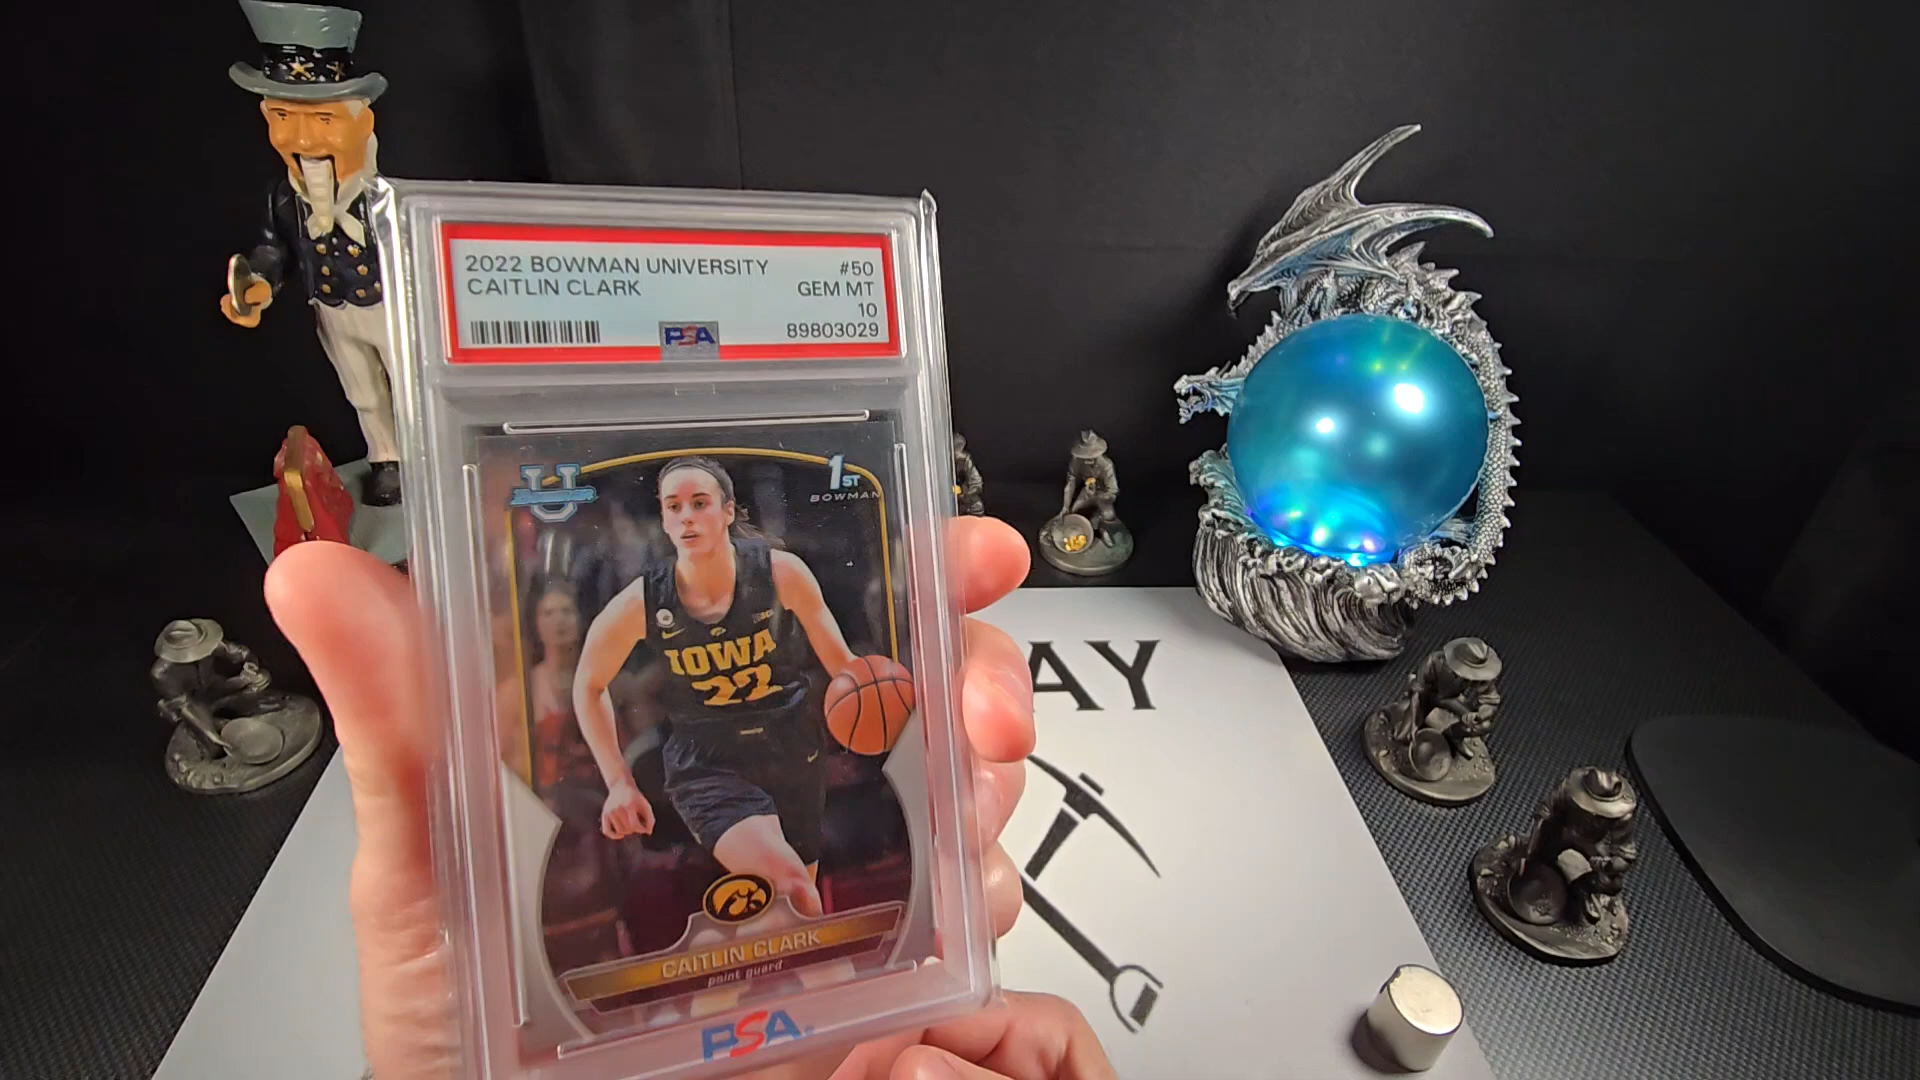 2022 BOWMAN UNIVERSITY #50
CAITLIN CLARK GEM MT
10
PSA 89803029
U
Bowman
1ST
BOWMAN
IOWA
22
CAITLIN CLARK
point guard
PSA
AY